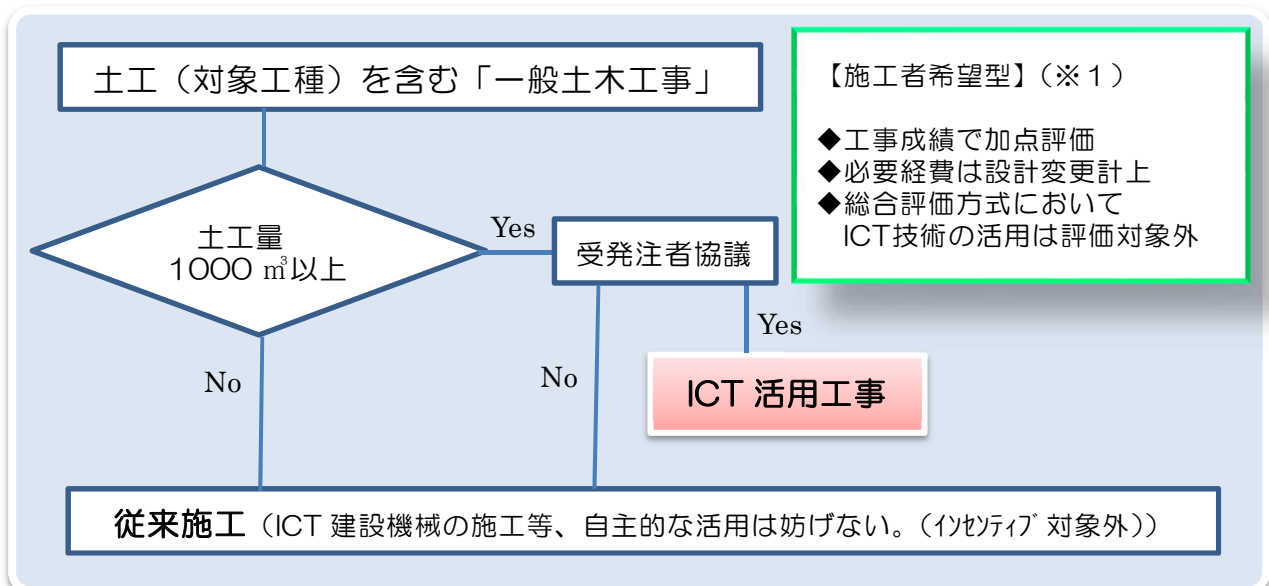 土工（対象工種）を含む「一般土木工事」
【施工者希望型】（※１）
◆工事成績で加点評価
◆必要経費は設計変更計上
◆総合評価方式において
ICT技術の活用は評価対象外
土工量
1000 ㎥以上
Yes
受発注者協議
Yes
No
No
ICT 活用工事
従来施工（ICT 建設機械の施工等、自主的な活用は妨げない。（ｲﾝｾﾝﾃｨﾌﾞ 対象外））